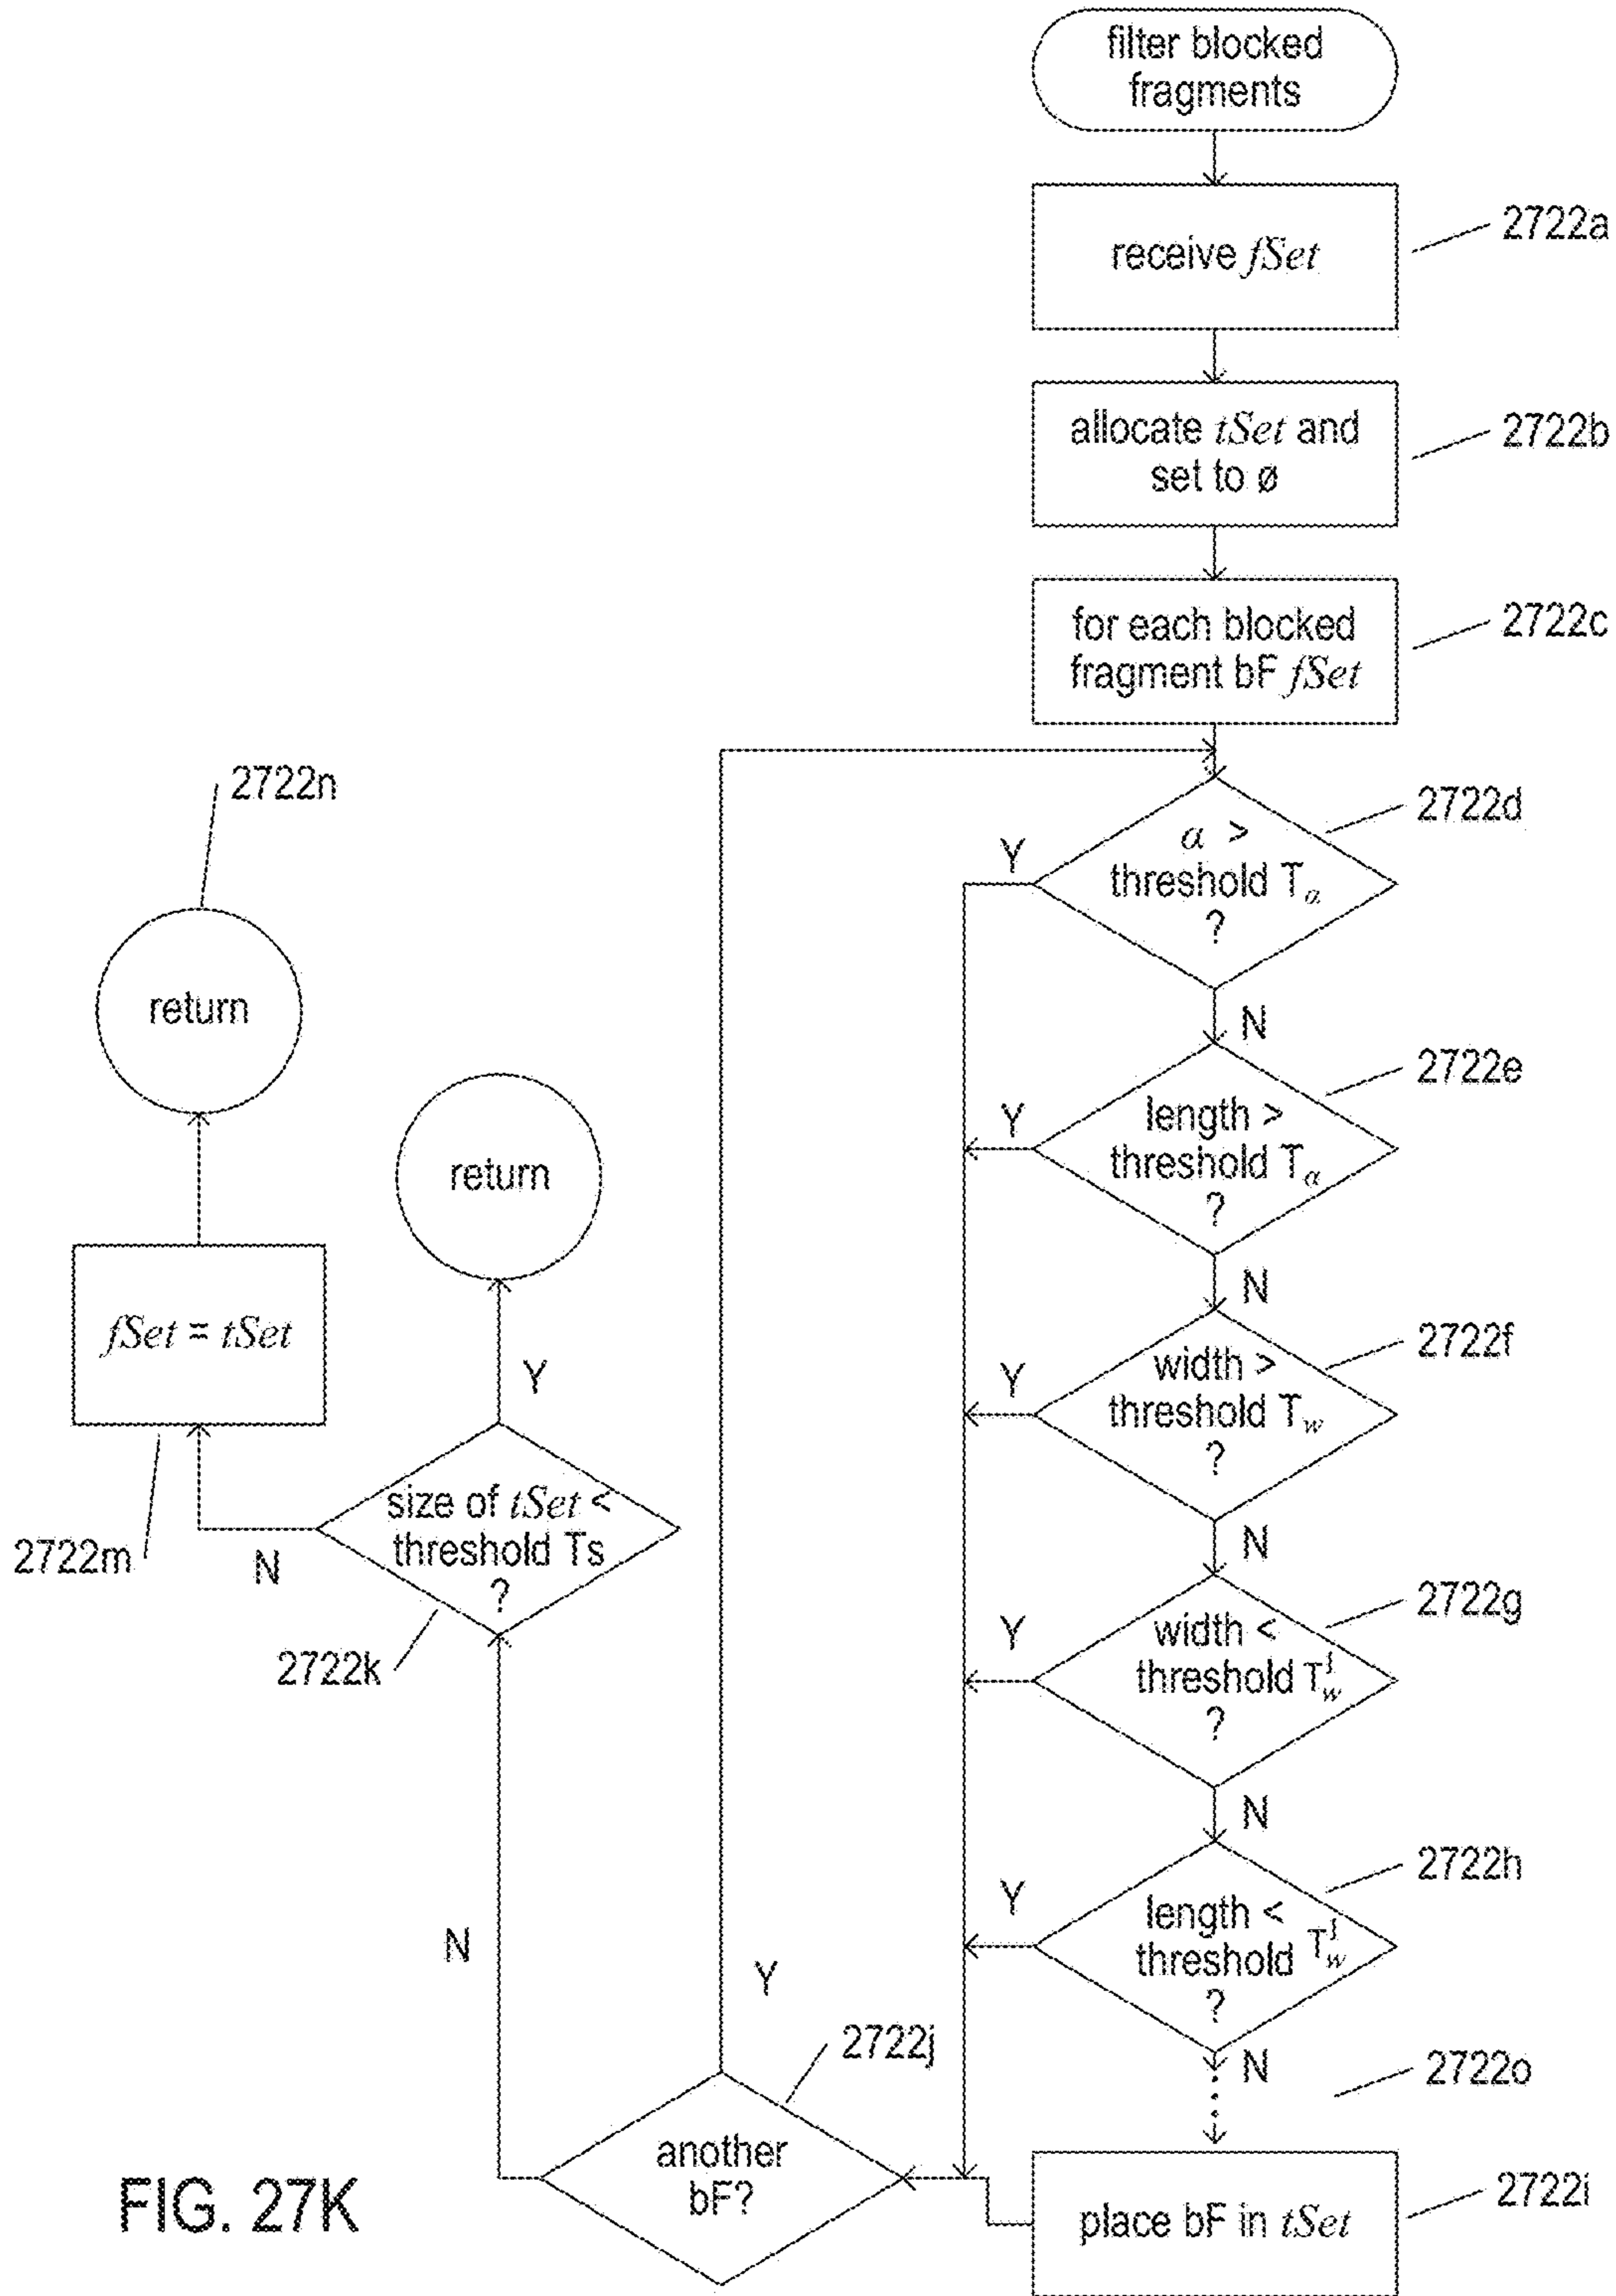 filter blocked
fragments
receive fSet
2722a
allocate tSet and
set to ø
2722b
for each blocked
fragment bF fSet
2722c
α >
threshold Tα
?
2722d
Y
N
length >
threshold Tα
?
2722e
Y
N
width >
threshold Tw
?
2722f
Y
N
width <
threshold Tw
?
2722g
Y
N
length <
threshold Tw
?
2722h
Y
N
2722o
place bF in tSet
2722i
another
bF?
2722j
Y
N
size of tSet <
threshold Ts
?
2722k
Y
N
return
fSet = tSet
2722m
return
2722n
FIG. 27K